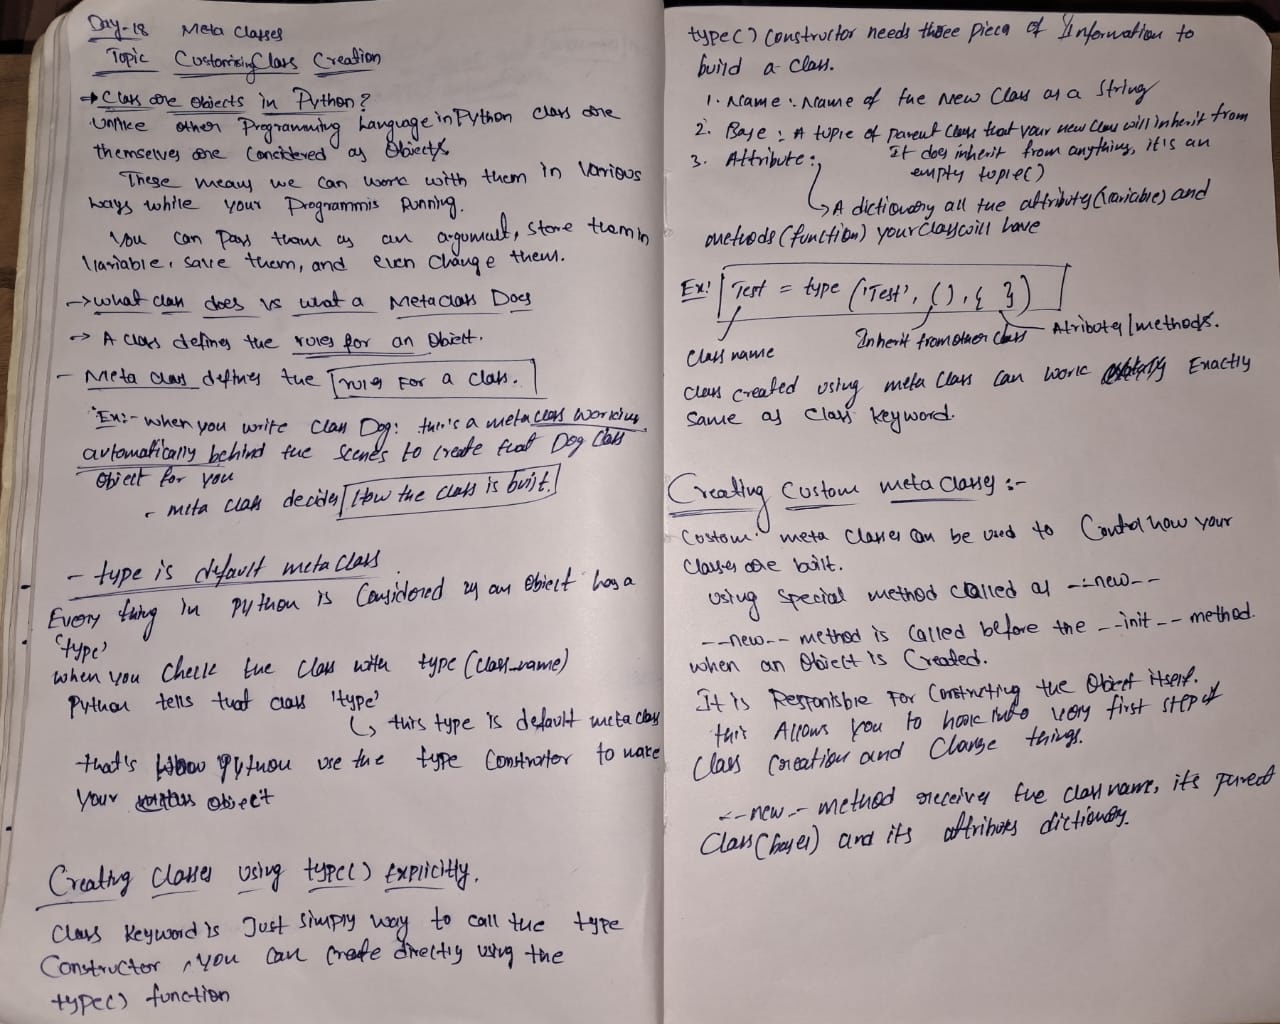 Day-18 Meta Classes
Topic Customising Class Creation
→ Class are objects in Python?
Unlike other Programming Language in Python class are
themselves are Considered as Objects
These means we can work with them in Various
ways while your Programmis Running.
You can Pass them as an argument, store them in
Variable, save them, and even change them.
→ what class does vs what a Metaclass Does
→ A class defines the rules for an Object.
- Meta class defines the rules For a class.
Ex:- when you write class Dog: there's a metaclass working
automatically behind the scenes to create that Dog Class
Object for you
- meta class decides How the class is built.
- type is default metaclass.
Every thing in python is Considered as an Object has a
'type'
when you Check the class with type (class_name)
Python tells that class 'type'
↳ this type is default metaclass
that's how python use the type Constructor to make
your object
Creating Classes using type() Explicitly.
Class Keyword is Just simply way to call the type
Constructor, you can create directly using the
type() function
type() constructor needs three piece of Information to
build a class.
1. Name: Name of the New Class as a String
2. Base: A tuple of parent Class that your new class will inherit from
It does inherit from anything, it's an
empty tuple()
3. Attribute:
↳ A dictionary all the attributes(variable) and
methods (function) your class will have
Ex: Test = type ('Test', (), { })
Class name
Inherit from other class
Atributes/methods.
Class created using meta class can work Exactly
same as Class keyword.
Creating Custom metaclasses :-
Custom meta classes can be used to Control how your
classes are built.
using special method called as __new__
__new__ method is called before the __init__ method.
when an Object is Created.
It is Responisble For Constructing the Object itself.
this Allows you to hook into very first step of
Class Creation and Change things.
__new__ method receives the class name, its parent
Class (bases) and its attributes dictionary.